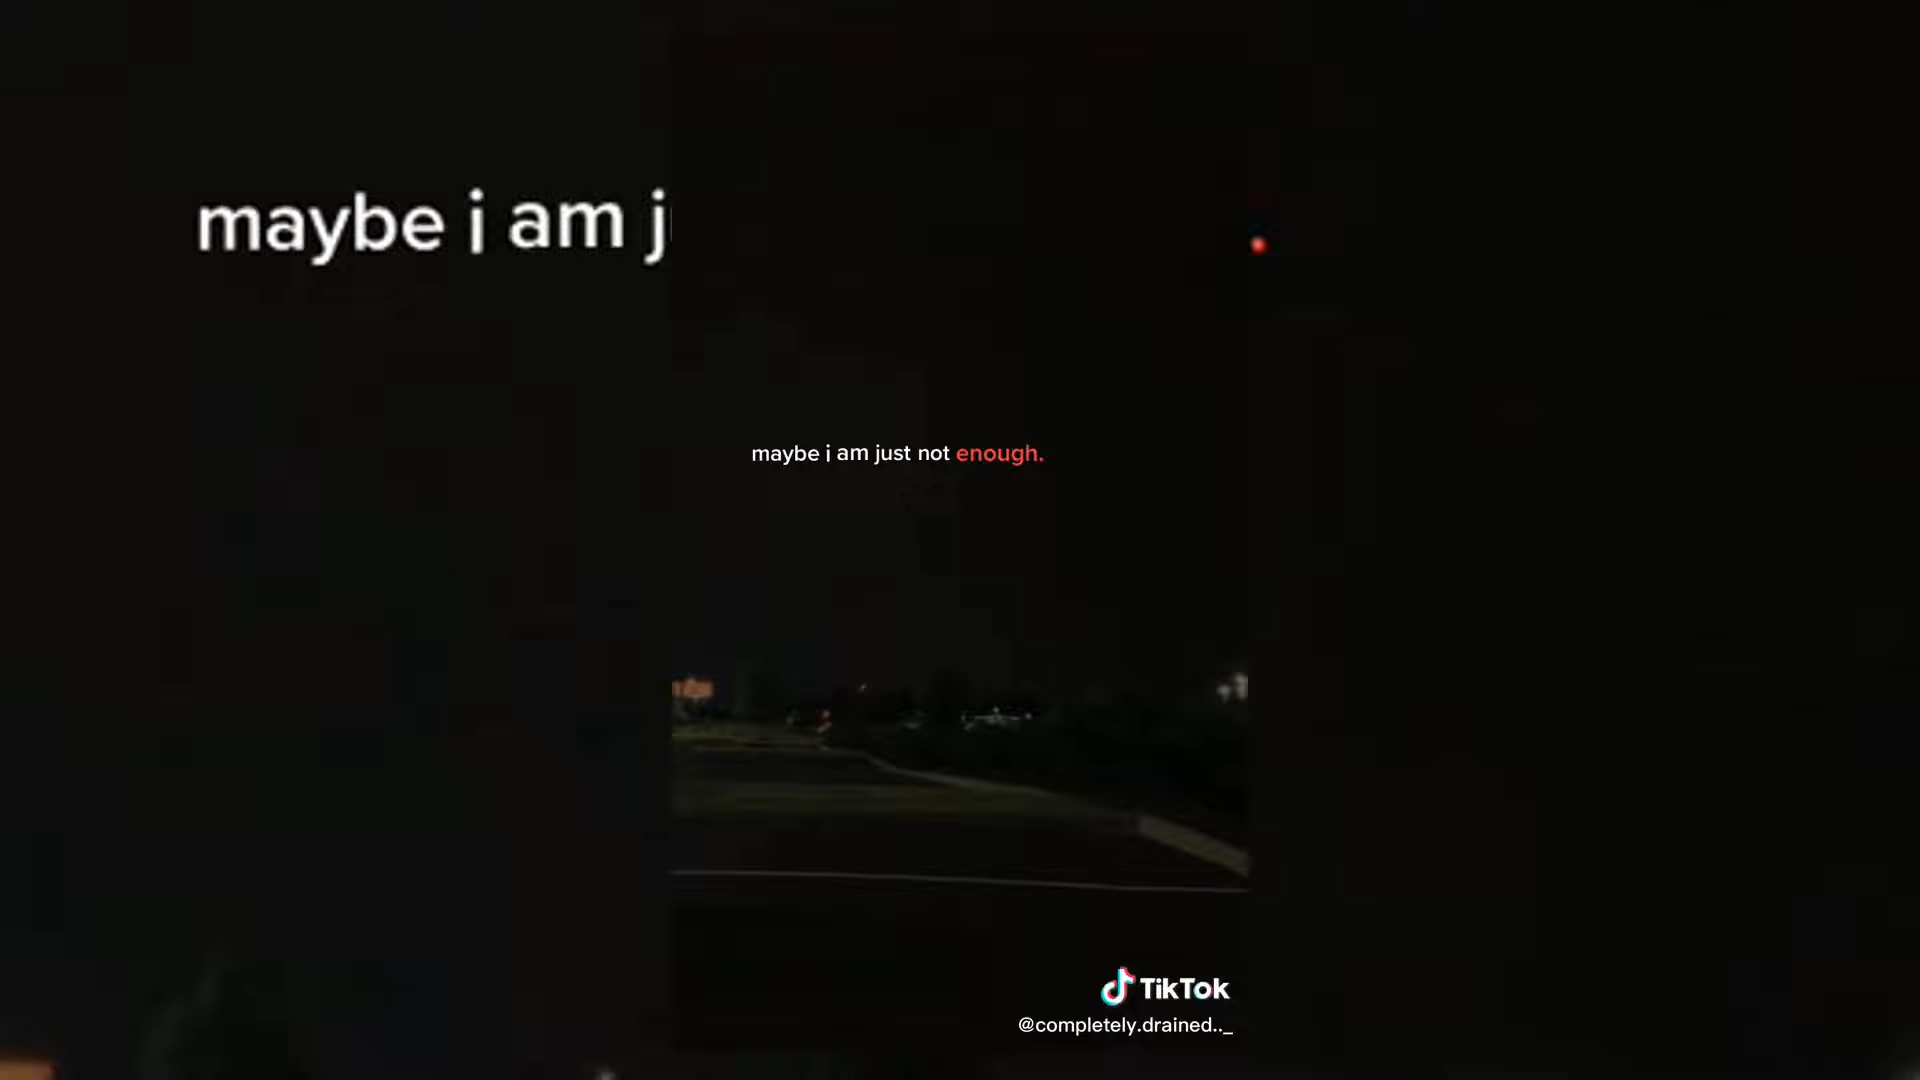 maybe i am j
maybe i am just not enough.
TikTok
@completely.drained.._